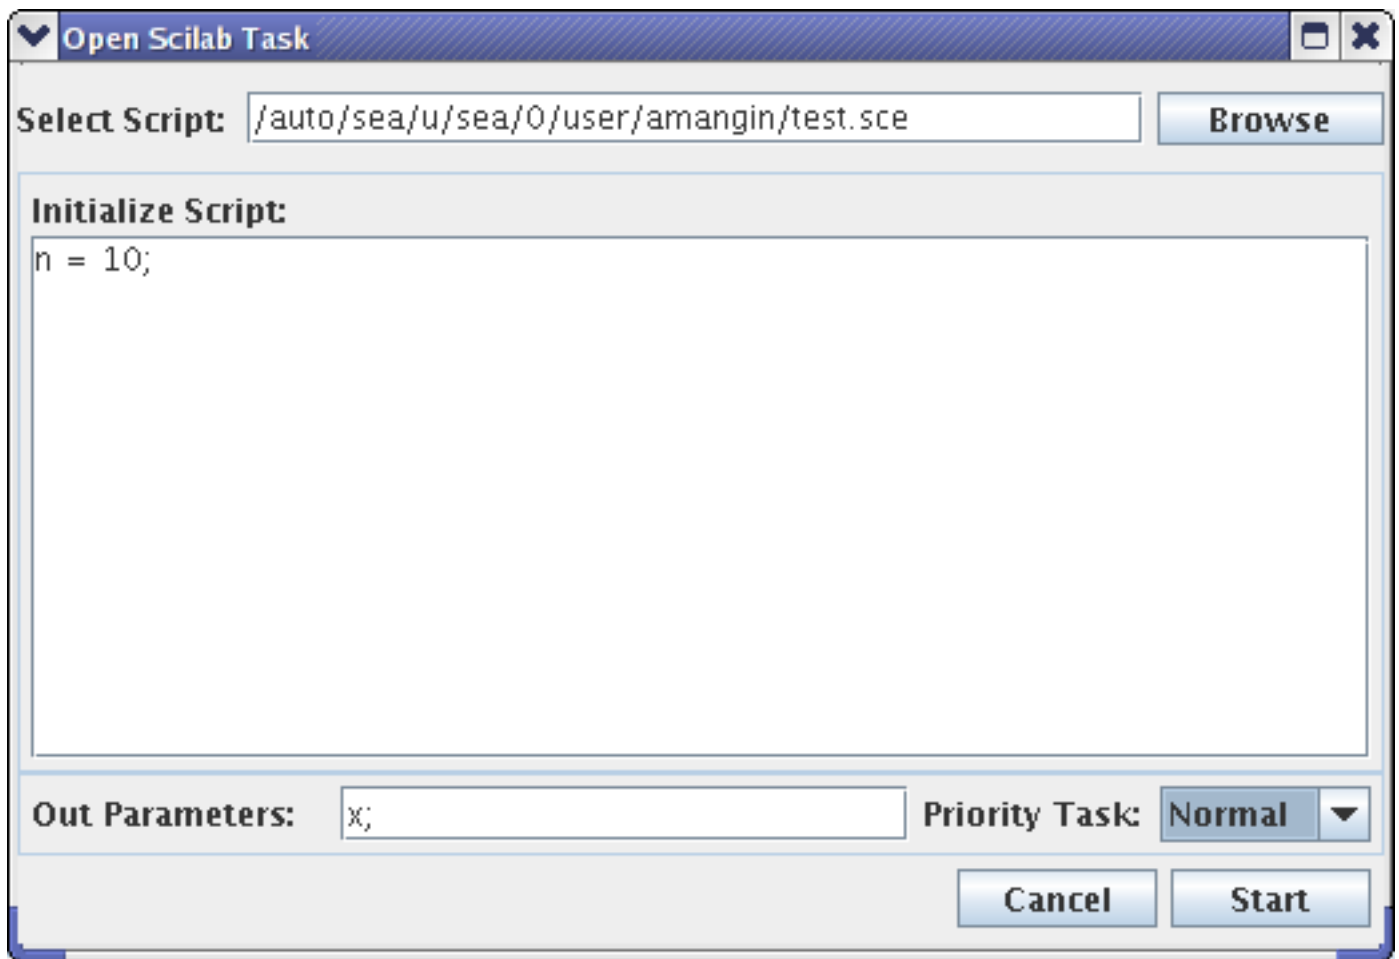 Open Scilab Task
Select Script: /auto/sea/u/sea/0/user/amangin/test.sce Browse
Initialize Script:
n = 10;
Out Parameters: x; Priority Task: Normal
Cancel Start